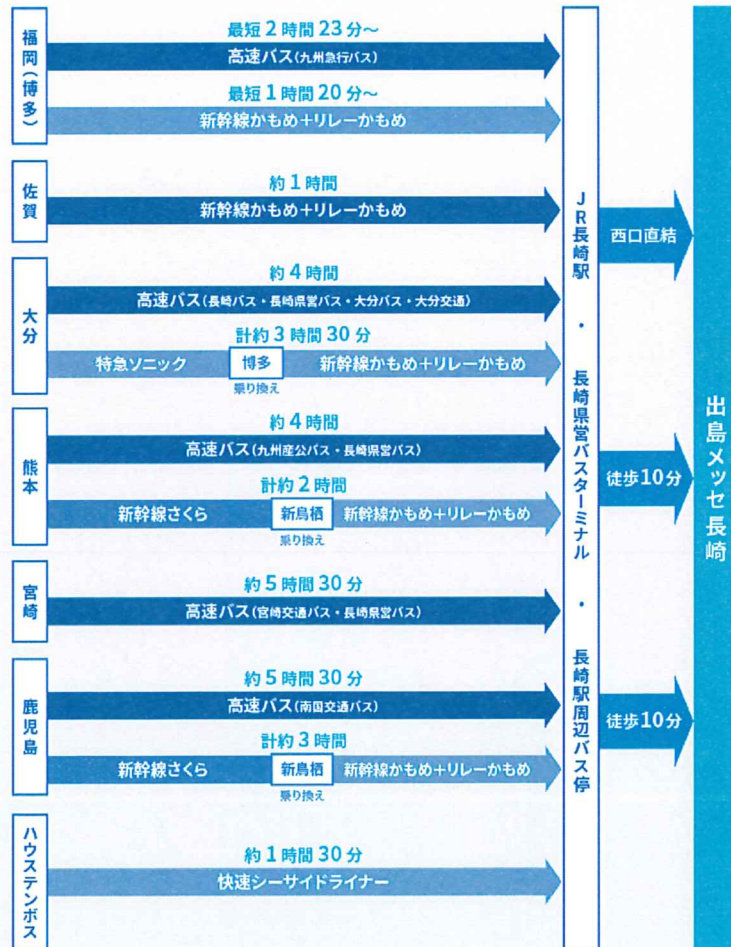 福岡(博多)
最短2時間23分～
高速バス(九州急行バス)
最短1時間20分～
新幹線かもめ+リレーかもめ
佐賀
約1時間
新幹線かもめ+リレーかもめ
大分
約4時間
高速バス(長崎バス・長崎県営バス・大分バス・大分交通)
計約3時間30分
特急ソニック 博多 新幹線かもめ+リレーかもめ
乗り換え
熊本
約4時間
高速バス(九州産交バス・長崎県営バス)
計約2時間
新幹線さくら 新鳥栖 新幹線かもめ+リレーかもめ
乗り換え
宮崎
約5時間30分
高速バス(宮崎交通バス・長崎県営バス)
鹿児島
約5時間30分
高速バス(南国交通バス)
計約3時間
新幹線さくら 新鳥栖 新幹線かもめ+リレーかもめ
乗り換え
ハウステンボス
約1時間30分
快速シーサイドライナー
JR長崎駅・長崎県営バスターミナル・長崎駅周辺バス停
西口直結
徒歩10分
徒歩10分
出島メッセ長崎